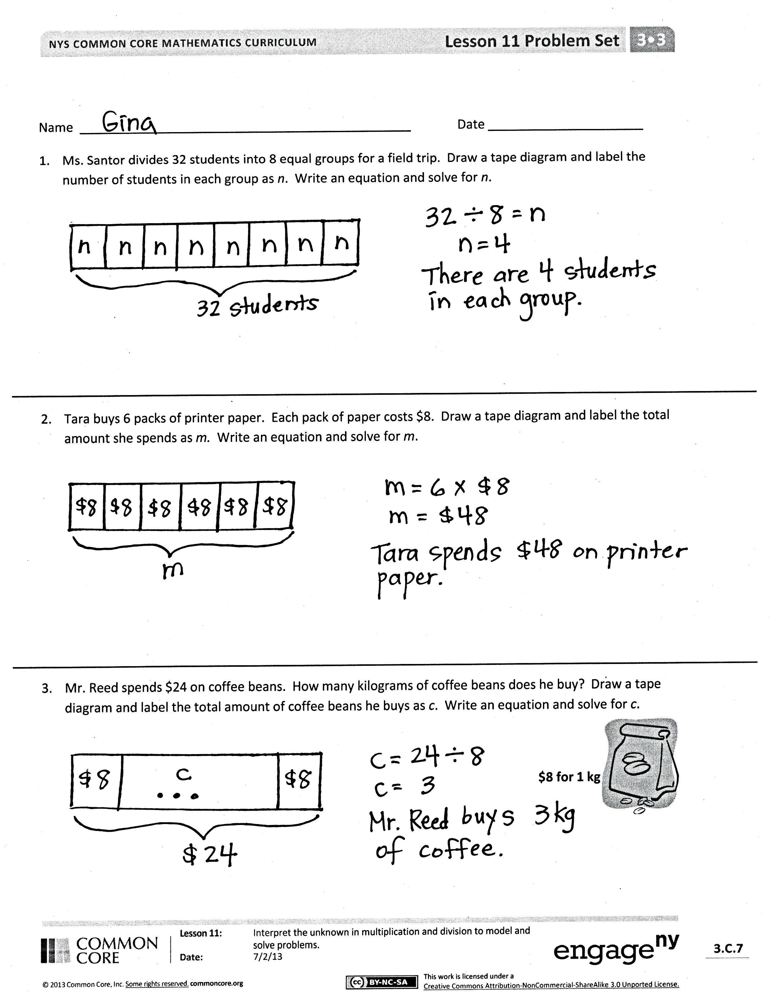 NYS COMMON CORE MATHEMATICS CURRICULUM
Lesson 11 Problem Set
3•3
Name Gina
Date
1. Ms. Santor divides 32 students into 8 equal groups for a field trip. Draw a tape diagram and label the
number of students in each group as n. Write an equation and solve for n.
n n n n n n n n
32 students
32 ÷ 8 = n
n = 4
There are 4 students
in each group.
2. Tara buys 6 packs of printer paper. Each pack of paper costs $8. Draw a tape diagram and label the total
amount she spends as m. Write an equation and solve for m.
$8 $8 $8 $8 $8 $8
m
m = 6 x $8
m = $48
Tara spends $48 on printer
paper.
3. Mr. Reed spends $24 on coffee beans. How many kilograms of coffee beans does he buy? Draw a tape
diagram and label the total amount of coffee beans he buys as c. Write an equation and solve for c.
$8 c ... $8
$24
c = 24 ÷ 8
c = 3
Mr. Reed buys 3kg
of coffee.
$8 for 1 kg
COMMON
CORE
Lesson 11: Interpret the unknown in multiplication and division to model and
solve problems.
Date: 7/2/13
engageny
3.C.7
© 2013 Common Core, Inc. Some rights reserved. commoncore.org
cc BY-NC-SA
This work is licensed under a
Creative Commons Attribution-NonCommercial-ShareAlike 3.0 Unported License.